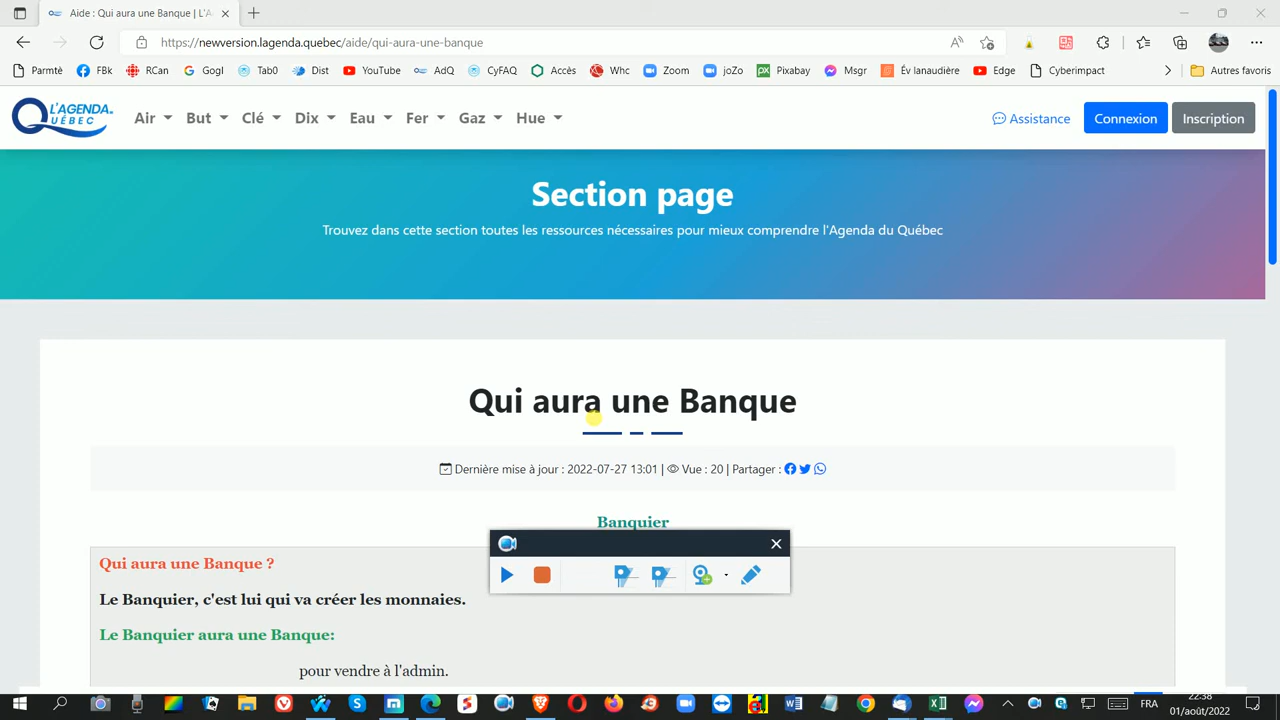 Aide : Qui aura une Banque | L'A
https://newversion.lagenda.quebec/aide/qui-aura-une-banque
Parmtè FBk RCan Gogl Tab0 Dis YouTube AdQ CyFAQ Accès Whc Zoom joZo Pixabay Msgr Év lanaudière Edge Cyberimpact Autres favoris
L'AGENDA QUÉBEC Air But Clé Dix Eau Fer Gaz Hue Assistance Connexion Inscription
Section page
Trouvez dans cette section toutes les ressources nécessaires pour mieux comprendre l'Agenda du Québec
Qui aura une Banque
Dernière mise à jour : 2022-07-27 13:01 | Vue : 20 | Partager :
Banquier
Qui aura une Banque ?
Le Banquier, c'est lui qui va créer les monnaies.
Le Banquier aura une Banque:
pour vendre à l'admin.
FRA
22:38
01/août/2022